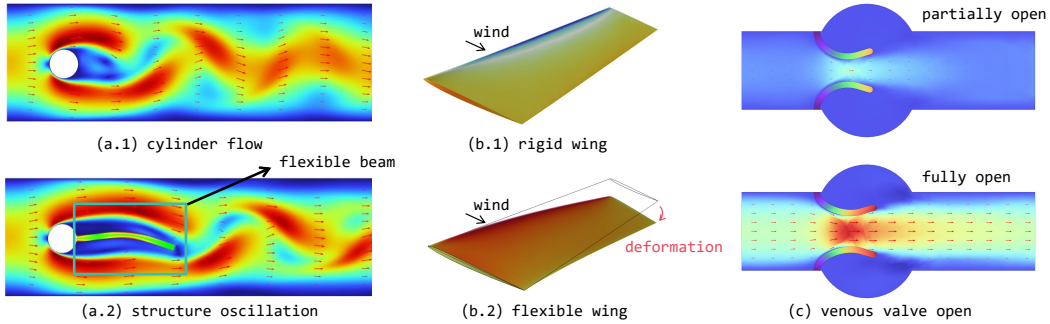 wind
(a.1) cylinder flow
flexible beam
(b.1) rigid wing
partially open
wind
deformation
fully open
(a.2) structure oscillation
(b.2) flexible wing
(c) venous valve open